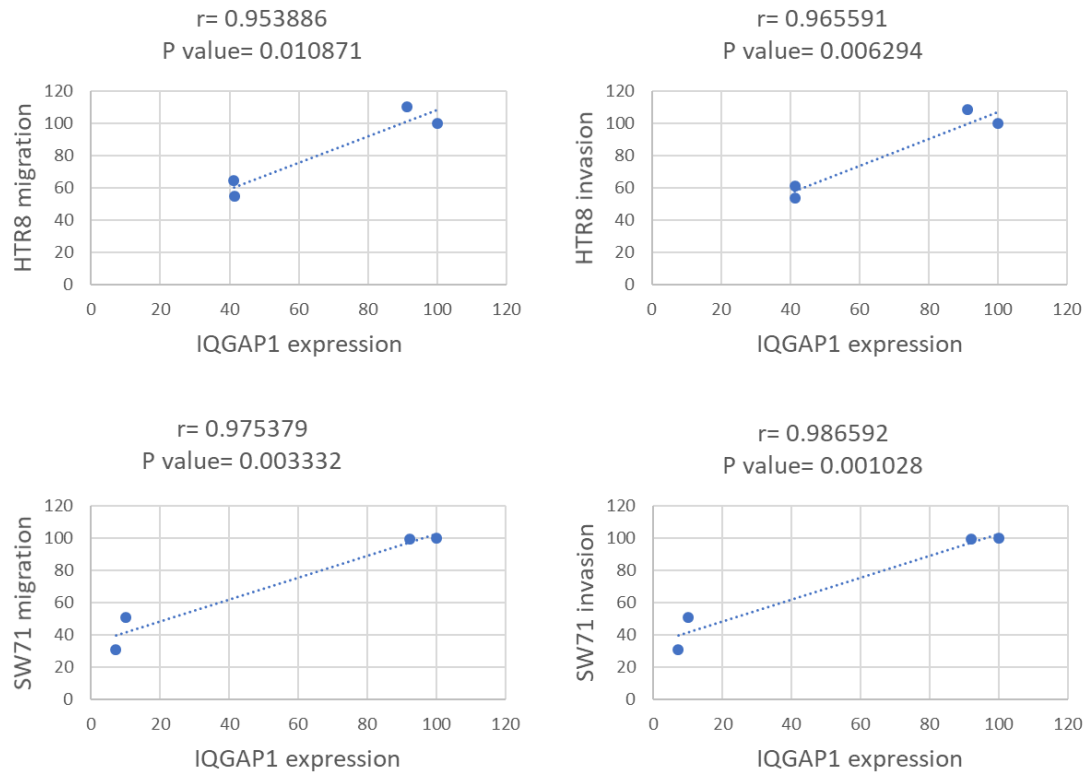 r= 0.953886
P value= 0.010871
120
100
80
60
40
20
0
HTR8 migration
0 20 40 60 80 100 120
IQGAP1 expression
r= 0.965591
P value= 0.006294
120
100
80
60
40
20
0
HTR8 invasion
0 20 40 60 80 100 120
IQGAP1 expression
r= 0.975379
P value= 0.003332
120
100
80
60
40
20
0
SW71 migration
0 20 40 60 80 100 120
IQGAP1 expression
r= 0.986592
P value= 0.001028
120
100
80
60
40
20
0
SW71 invasion
0 20 40 60 80 100 120
IQGAP1 expression